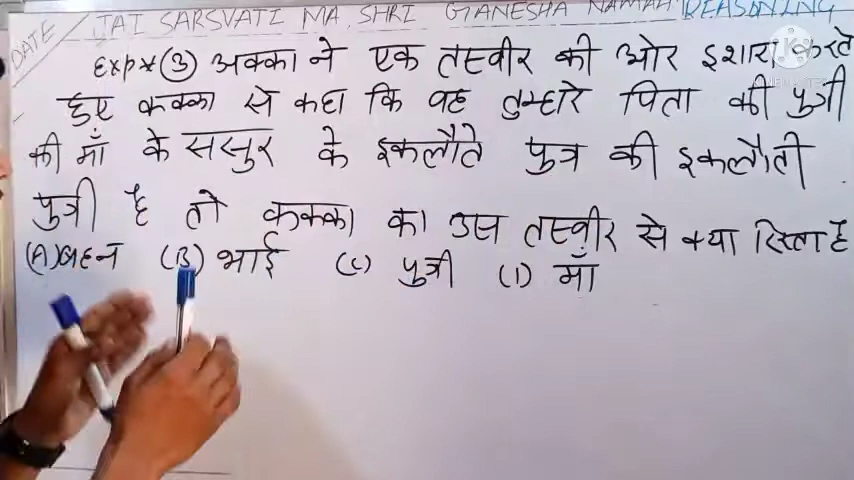 DATE / JAI SARSVATI MA, SHRI GANESHA NAMAH REASONING
Exp * (3) अक्का ने एक तस्वीर की ओर इशारा करते
हुए कक्का से कहा कि वह तुम्हारे पिता की पुत्री
की माँ के ससुर के इकलौते पुत्र की इकलौती
पुत्री है तो कक्का का उस तस्वीर से क्या रिस्ता है
(A) बहन (B) भाई (C) पुत्री (D) माँ